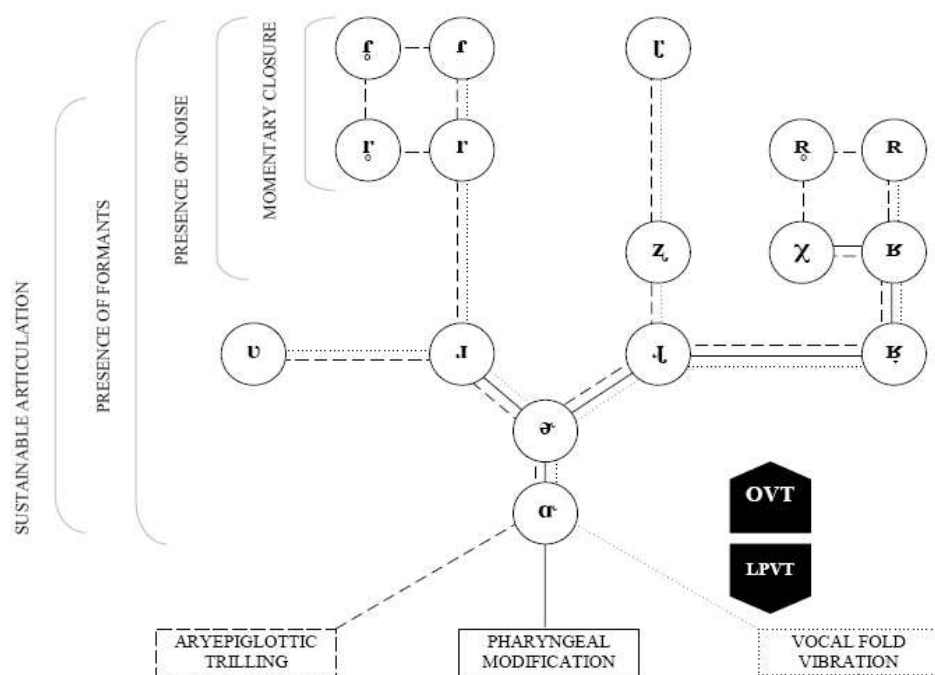 ɾ̥
ɾ
ɽ
r̥
r
ʀ̥
ʀ
ʐ
χ
ʁ
ʋ
ɹ
ɻ
ʁ̞
ɚ
ɑ˞
SUSTAINABLE ARTICULATION
PRESENCE OF FORMANTS
PRESENCE OF NOISE
MOMENTARY CLOSURE
OVT
LPVT
ARYEPIGLOTTIC
TRILLING
PHARYNGEAL
MODIFICATION
VOCAL FOLD
VIBRATION